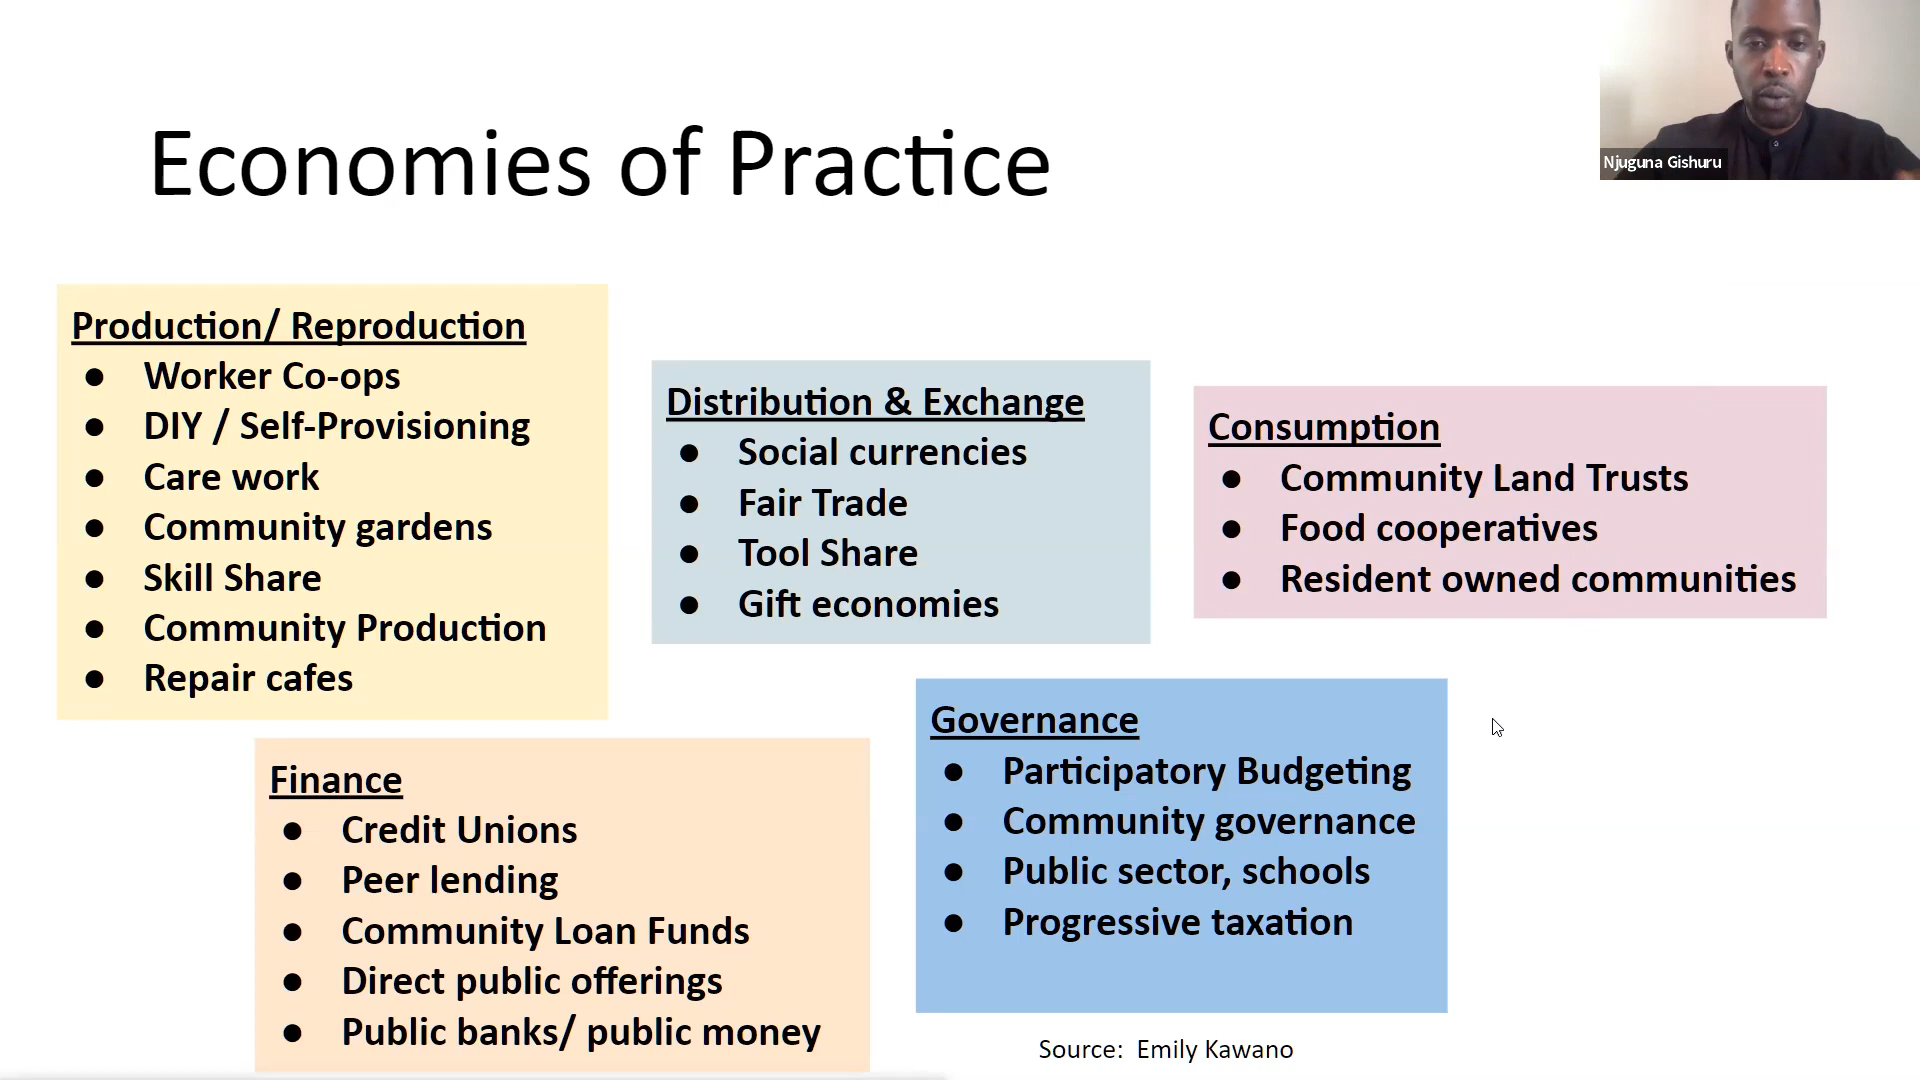 Economies of Practice
Njuguna Gishuru
Production/ Reproduction
● Worker Co-ops
● DIY / Self-Provisioning
● Care work
● Community gardens
● Skill Share
● Community Production
● Repair cafes
Distribution & Exchange
● Social currencies
● Fair Trade
● Tool Share
● Gift economies
Consumption
● Community Land Trusts
● Food cooperatives
● Resident owned communities
Finance
● Credit Unions
● Peer lending
● Community Loan Funds
● Direct public offerings
● Public banks/ public money
Governance
● Participatory Budgeting
● Community governance
● Public sector, schools
● Progressive taxation
Source: Emily Kawano